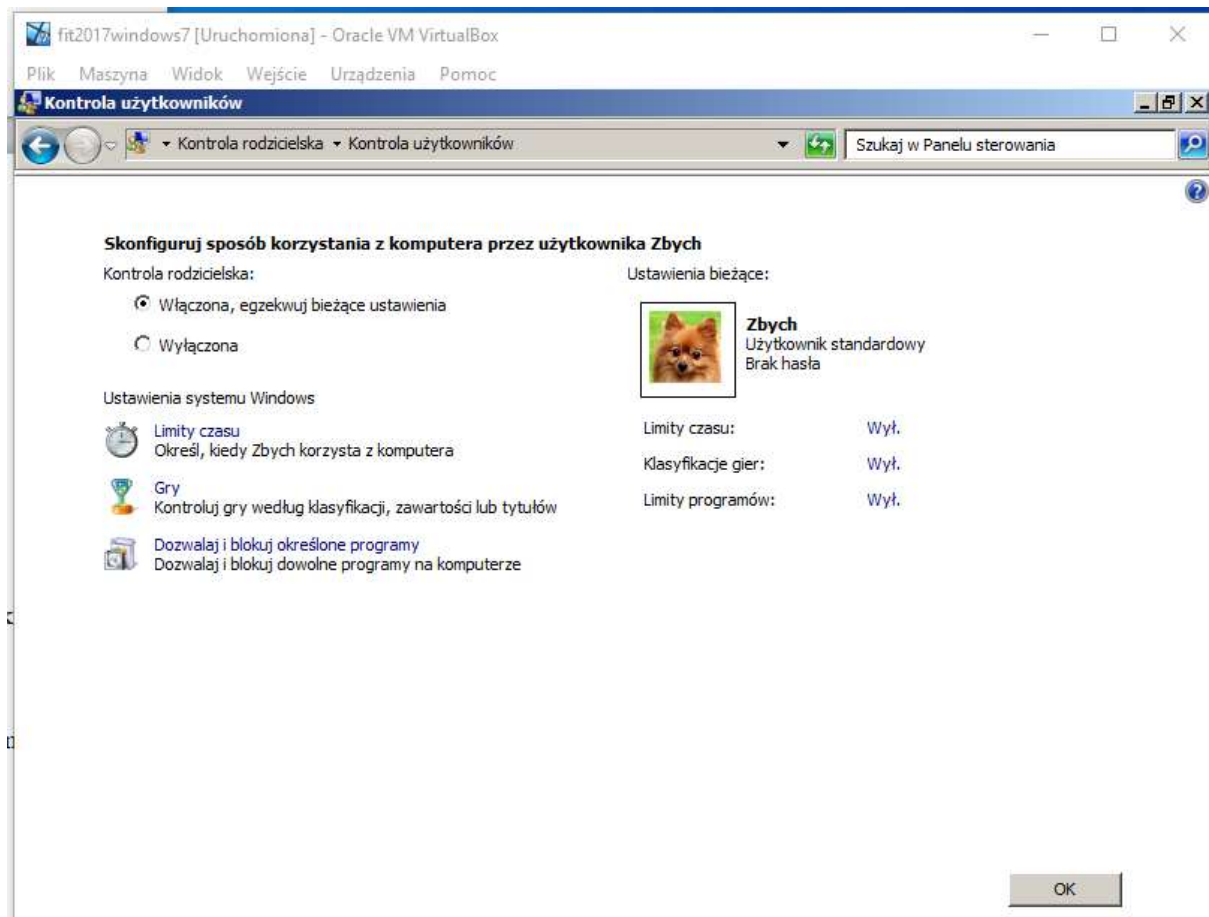 fit2017windows7 [Uruchomiona] - Oracle VM VirtualBox
Plik Maszyna Widok Wejście Urządzenia Pomoc
Kontrola użytkowników
Kontrola rodzicielska Kontrola użytkowników
Szukaj w Panelu sterowania
Skonfiguruj sposób korzystania z komputera przez użytkownika Zbych
Kontrola rodzicielska:
Włączona, egzekwuj bieżące ustawienia
Wyłączona
Ustawienia systemu Windows
Limity czasu
Określ, kiedy Zbych korzysta z komputera
Gry
Kontroluj gry według klasyfikacji, zawartości lub tytułów
Dozwalaj i blokuj określone programy
Dozwalaj i blokuj dowolne programy na komputerze
Ustawienia bieżące:
Zbych
Użytkownik standardowy
Brak hasła
Limity czasu: Wył.
Klasyfikacje gier: Wył.
Limity programów: Wył.
OK